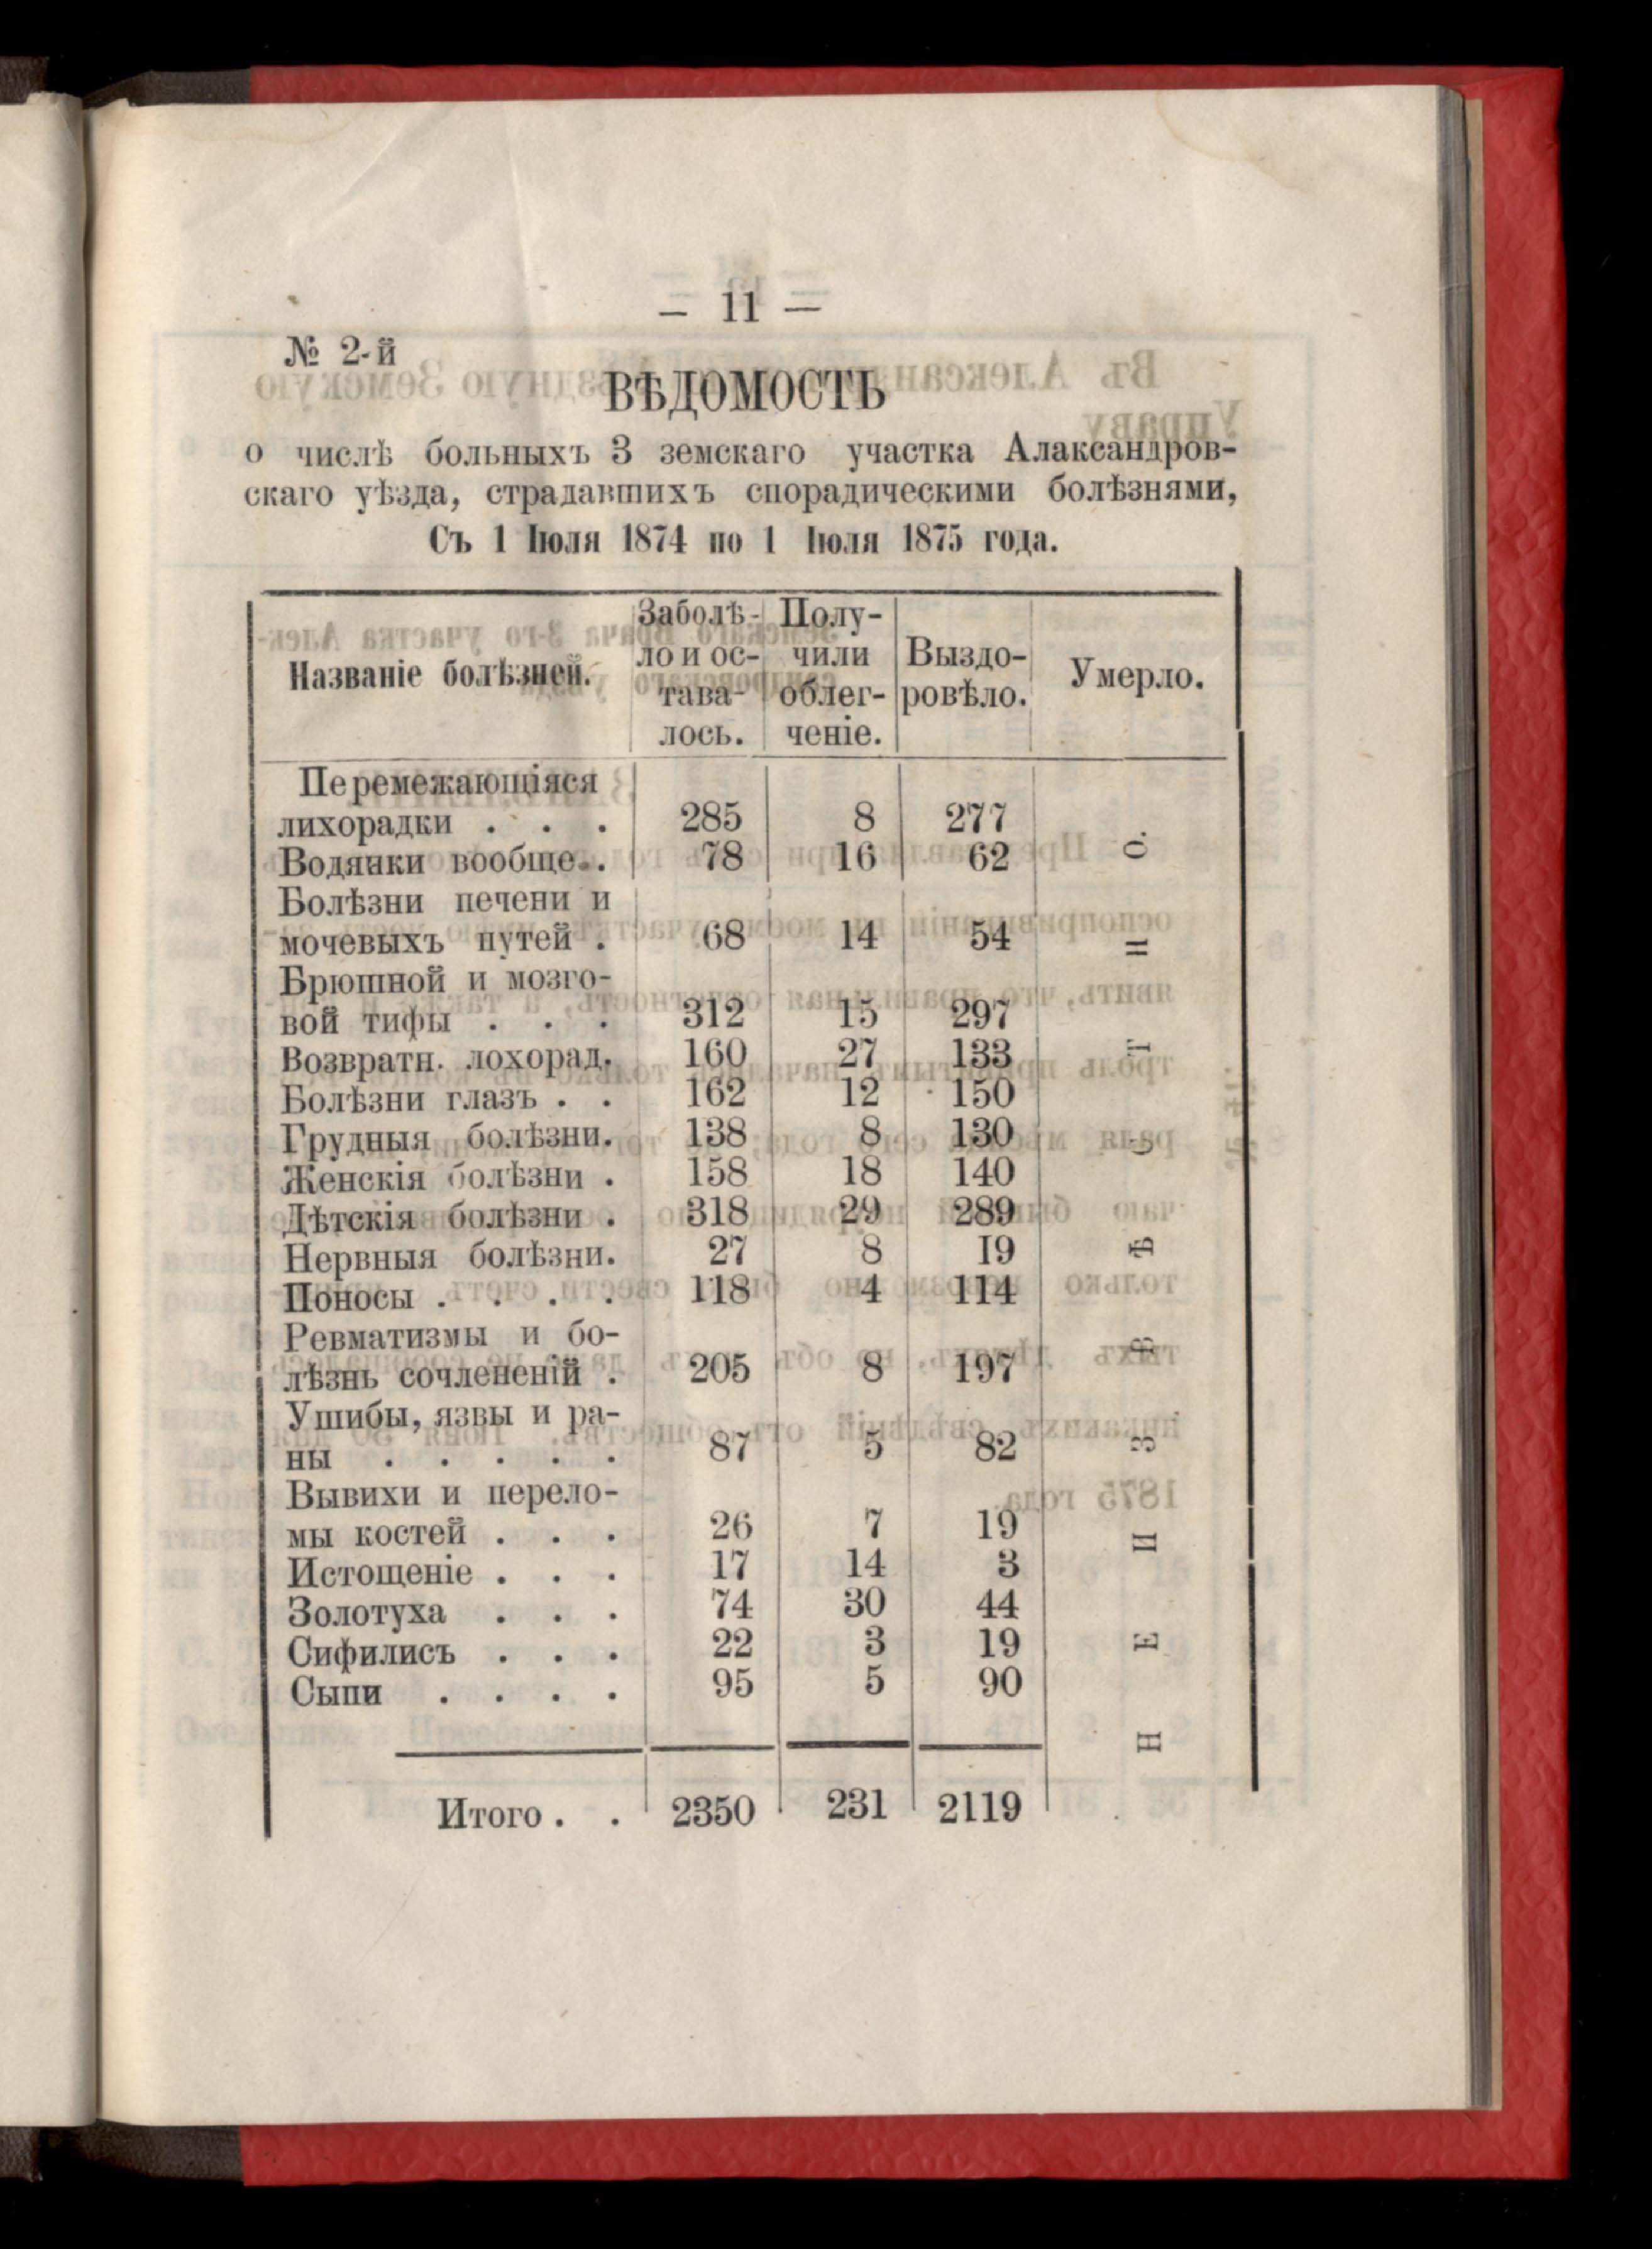 — 11 —
№ 2-й
ВѢДОМОСТЬ
о числѣ больныхъ 3 земскаго участка Алаксандров-
скаго уѣзда, страдавшихъ спорадическими болѣзнями,
Съ 1 Іюля 1874 по 1 Іюля 1875 года.
Названіе болѣзней. Заболѣ-ло и ос-тава-лось. Полу-чили облег-ченіе. Выздо-ровѣло. Умерло.
Перемежающіяся
лихорадки . . . 285 8 277
Водянки вообще. . 78 16 62
Болѣзни печени и
мочевыхъ путей . 68 14 54
Брюшной и мозго-
вой тифы . . . 312 15 297
Возвратн. лохорад. 160 27 133
Болѣзни глазъ . . 162 12 150
Грудныя болѣзни. 138 8 130
Женскія болѣзни . 158 18 140
Дѣтскія болѣзни . 318 29 289
Нервныя болѣзни. 27 8 19
Поносы . . . . 118 4 114
Ревматизмы и бо-
лѣзнь сочлененій . 205 8 197
Ушибы, язвы и ра-
ны . . . . . 87 5 82
Вывихи и перело-
мы костей . . . 26 7 19
Истощеніе . . . 17 14 3
Золотуха . . . 74 30 44
Сифилисъ . . . 22 3 19
Сыпи . . . . 95 5 90
НЕИЗВѢСТНО.
Итого . . 2350 231 2119